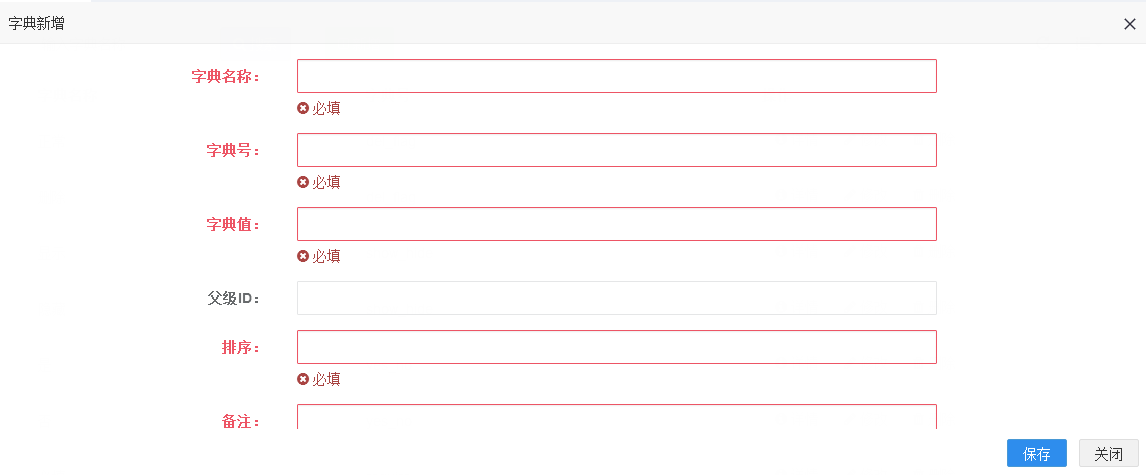 字典新增
字典名称：
必填
字典号：
必填
字典值：
必填
父级ID：
排序：
必填
备注：
保存 关闭